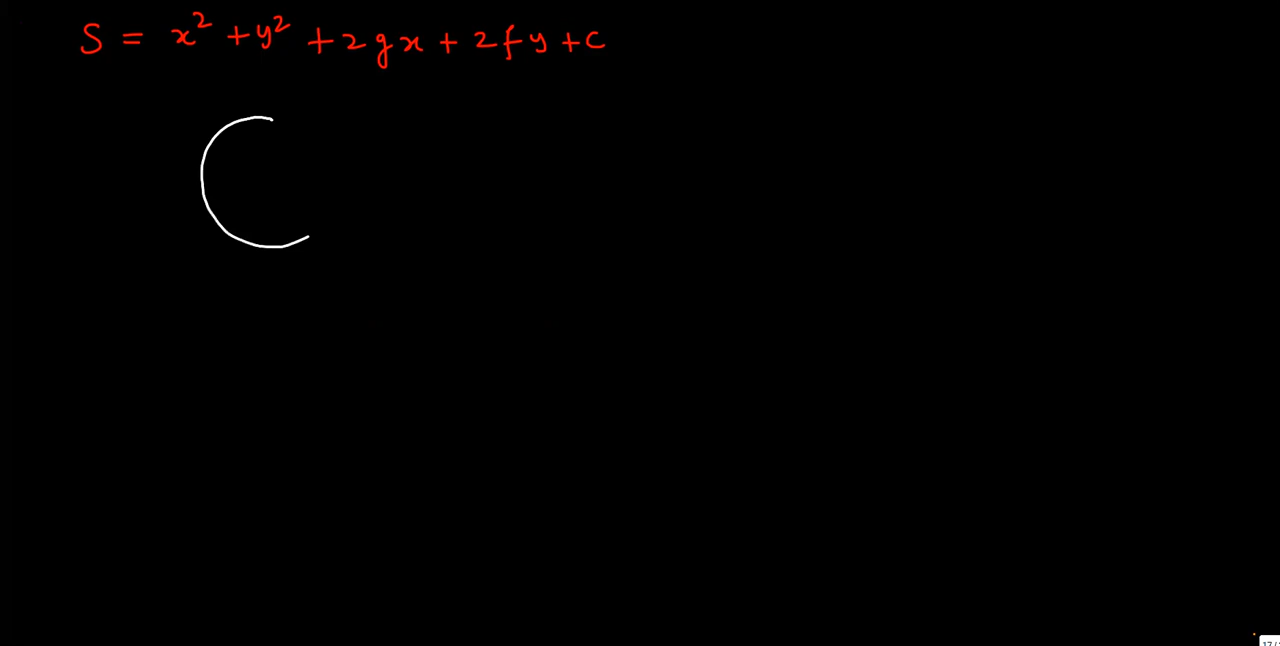 S = x² + y² + 2gx + 2fy + c